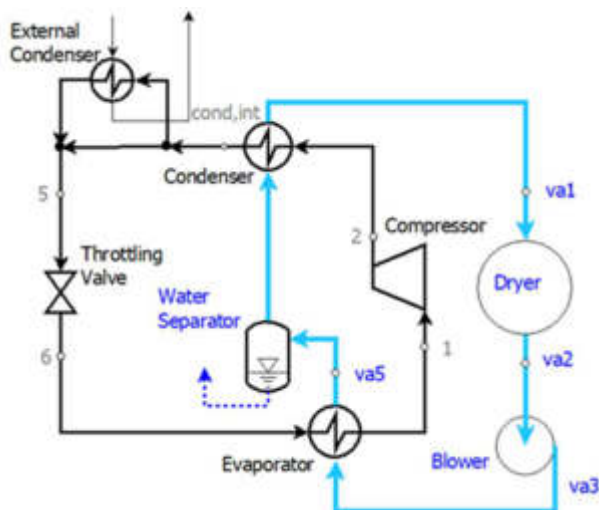 External
Condenser
cond,int
Condenser
5
2
Compressor
va1
Throttling
Valve
Water
Separator
Dryer
6
va5
1
va2
Evaporator
Blower
va3